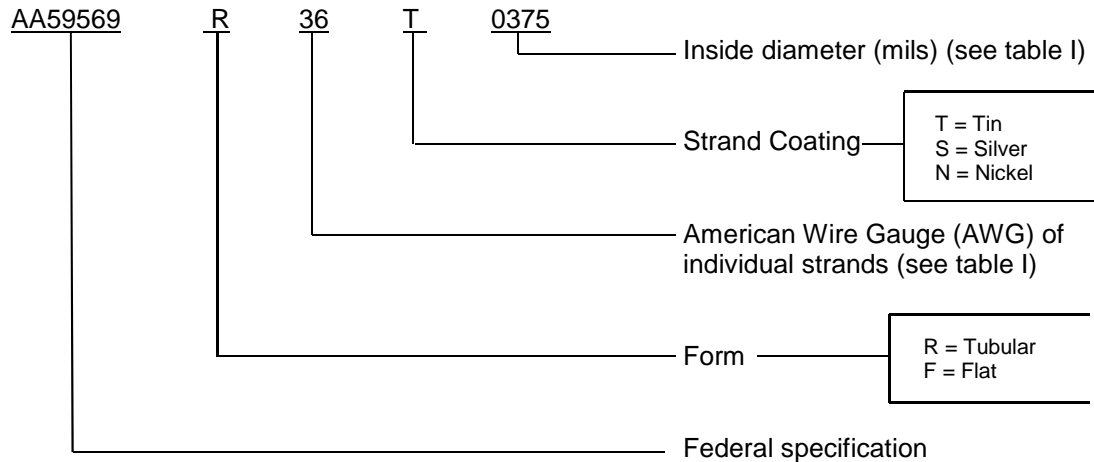 AA59569 R 36 T 0375
Inside diameter (mils) (see table I)
Strand Coating
T = Tin
S = Silver
N = Nickel
American Wire Gauge (AWG) of
individual strands (see table I)
Form
R = Tubular
F = Flat
Federal specification